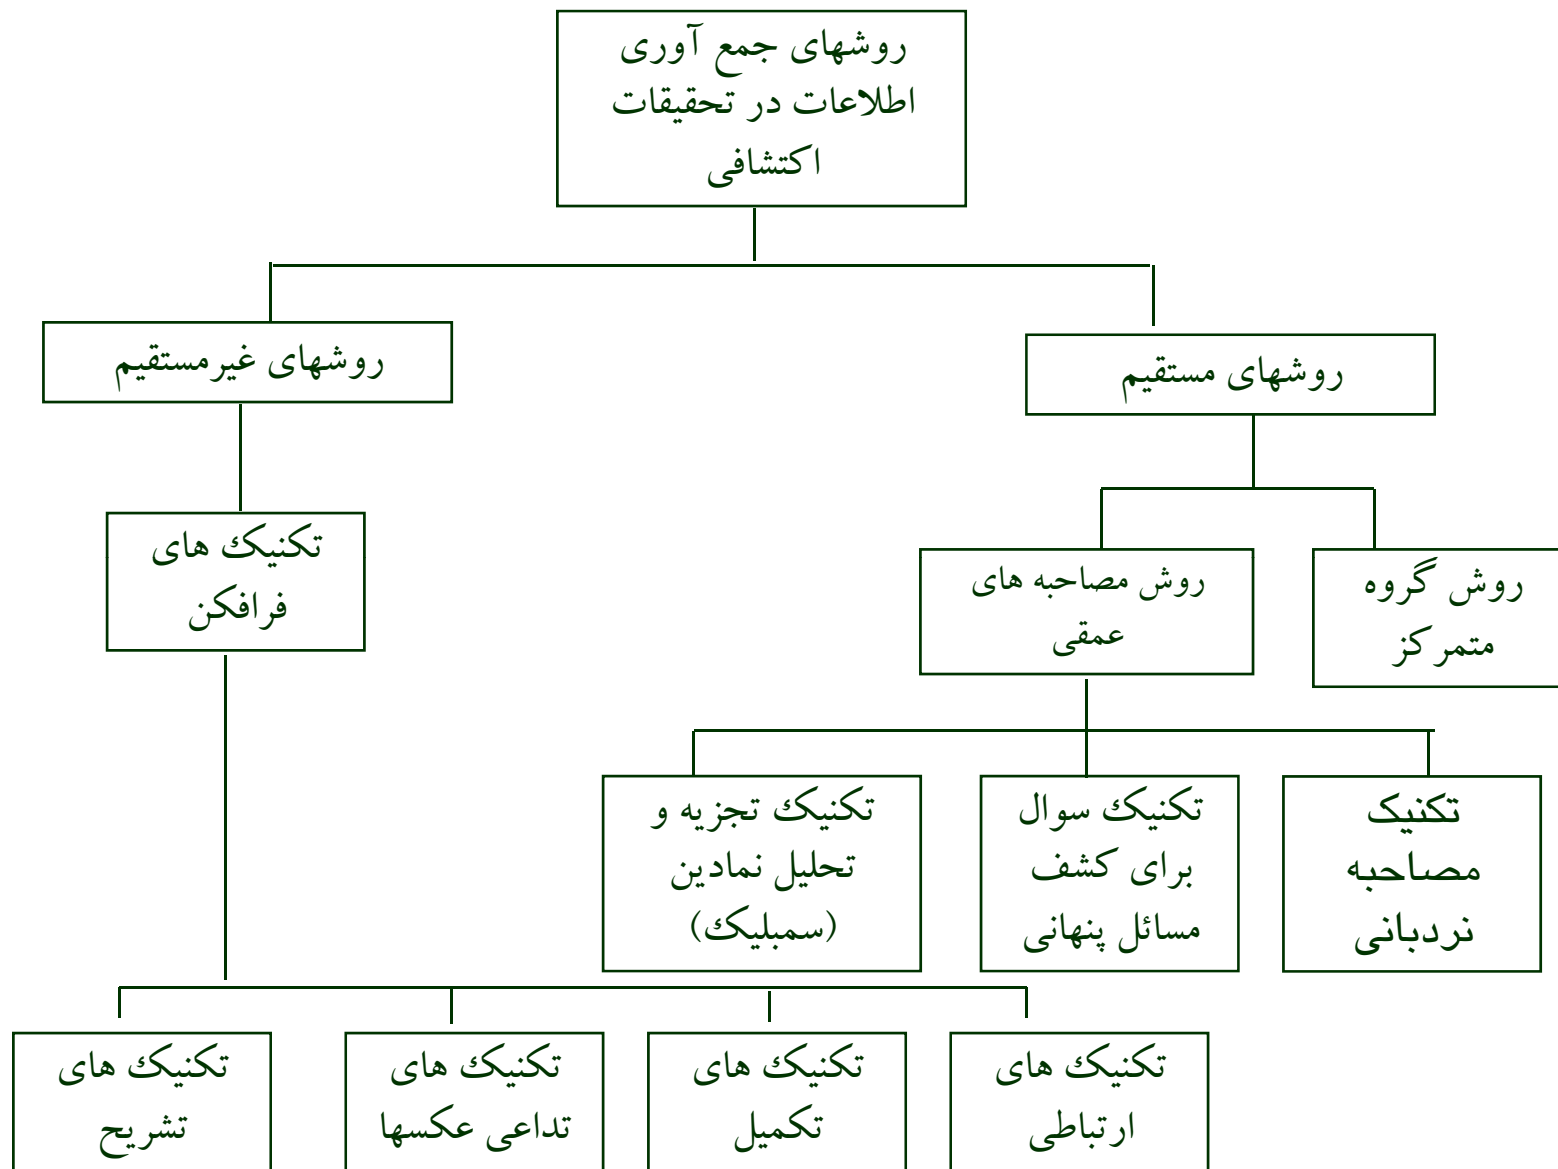 روشهای جمع آوری
اطلاعات در تحقیقات
اکتشافی
روشهای مستقیم
روشهای غیرمستقیم
روش گروه
متمرکز
روش مصاحبه های
عمقی
تکنیک های
فرافکن
تکنیک
مصاحبه
نردبانی
تکنیک سوال
برای کشف
مسائل پنهانی
تکنیک تجزیه و
تحلیل نمادین
(سمبلیک)
تکنیک های
ارتباطی
تکنیک های
تکمیل
تکنیک های
تداعی عکسها
تکنیک های
تشریح